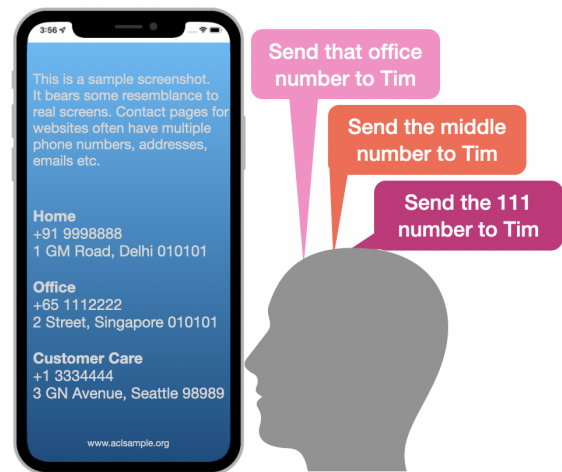 3:56
This is a sample screenshot.
It bears some resemblance to
real screens. Contact pages for
websites often have multiple
phone numbers, addresses,
emails etc.
Home
+91 9998888
1 GM Road, Delhi 010101
Office
+65 1112222
2 Street, Singapore 010101
Customer Care
+1 3334444
3 GN Avenue, Seattle 98989
www.aclsample.org
Send that office
number to Tim
Send the middle
number to Tim
Send the 111
number to Tim